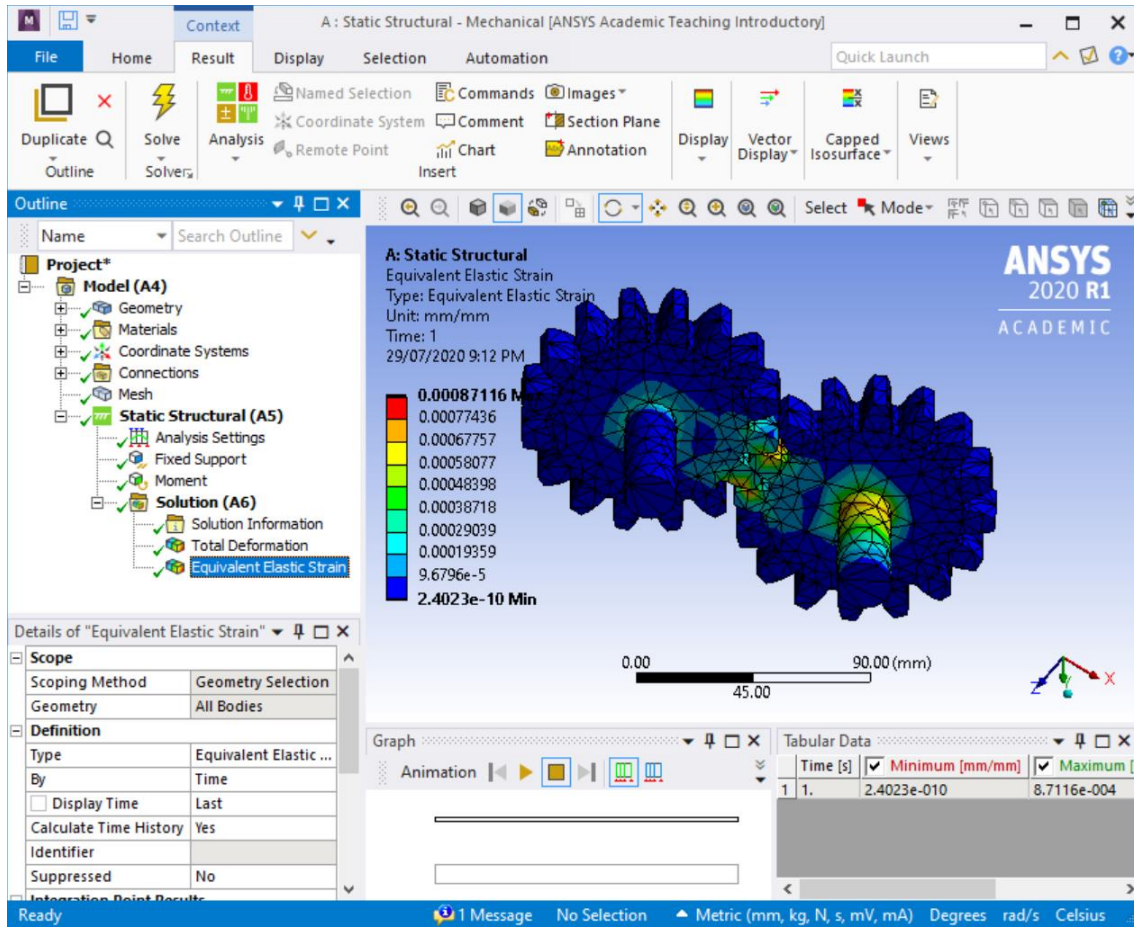 M
Context
A : Static Structural - Mechanical [ANSYS Academic Teaching Introductory]
File Home Result Display Selection Automation
Quick Launch
Duplicate
Outline
Solve
Solvers
Analysis
Named Selection
Coordinate System
Remote Point
Commands
Comment
Chart
Images
Section Plane
Annotation
Insert
Display
Vector
Display
Capped
Isosurface
Views
Outline
Name
Search Outline
Select
Mode
Project*
Model (A4)
Geometry
Materials
Coordinate Systems
Connections
Mesh
Static Structural (A5)
Analysis Settings
Fixed Support
Moment
Solution (A6)
Solution Information
Total Deformation
Equivalent Elastic Strain
A: Static Structural
Equivalent Elastic Strain
Type: Equivalent Elastic Strain
Unit: mm/mm
Time: 1
29/07/2020 9:12 PM
0.00087116 M
0.00077436
0.00067757
0.00058077
0.00048398
0.00038718
0.00029039
0.00019359
9.6796e-5
2.4023e-10 Min
ANSYS
2020 R1
ACADEMIC
0.00
90.00 (mm)
45.00
X
Z
Details of "Equivalent Elastic Strain"
Scope
Scoping Method Geometry Selection
Geometry All Bodies
Definition
Type Equivalent Elastic ...
By Time
Display Time Last
Calculate Time History Yes
Identifier
Suppressed No
Integration Point Results
Graph
Animation
Tabular Data
Time [s] Minimum [mm/mm] Maximum [
1 1. 2.4023e-010 8.7116e-004
Ready
1 Message No Selection Metric (mm, kg, N, s, mV, mA) Degrees rad/s Celsius